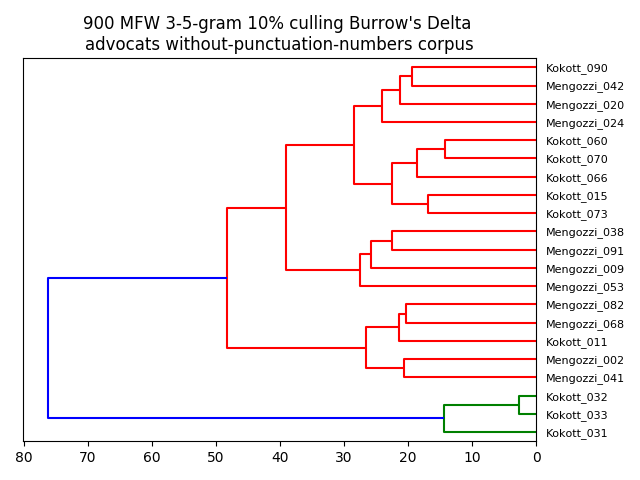 900 MFW 3-5-gram 10% culling Burrow's Delta
advocats without-punctuation-numbers corpus
Kokott_090
Mengozzi_042
Mengozzi_020
Mengozzi_024
Kokott_060
Kokott_070
Kokott_066
Kokott_015
Kokott_073
Mengozzi_038
Mengozzi_091
Mengozzi_009
Mengozzi_053
Mengozzi_082
Mengozzi_068
Kokott_011
Mengozzi_002
Mengozzi_041
Kokott_032
Kokott_033
Kokott_031
80 70 60 50 40 30 20 10 0